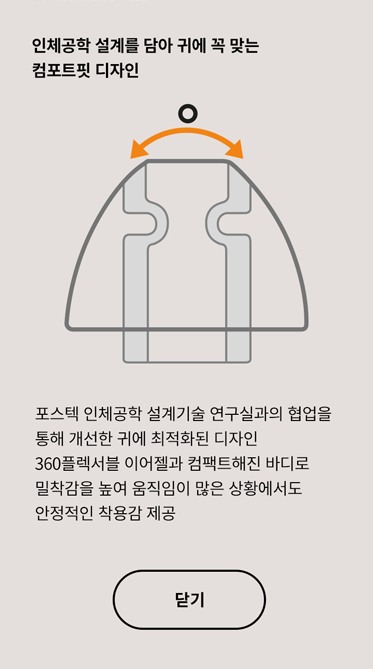 인체공학 설계를 담아 귀에 꼭 맞는
컴포트핏 디자인
포스텍 인체공학 설계기술 연구실과의 협업을
통해 개선한 귀에 최적화된 디자인
360플렉서블 이어젤과 컴팩트해진 바디로
밀착감을 높여 움직임이 많은 상황에서도
안정적인 착용감 제공
닫기